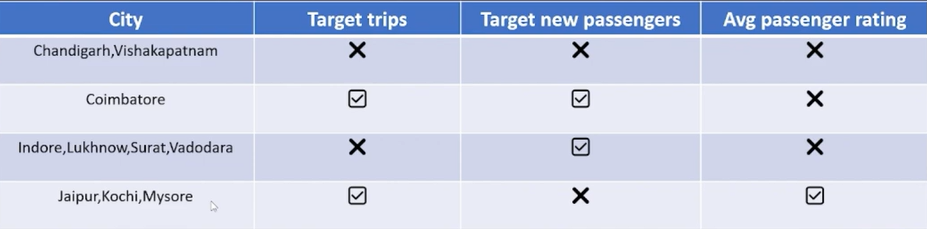 City Target trips Target new passengers Avg passenger rating
Chandigarh,Vishakapatnam
Coimbatore
Indore,Lukhnow,Surat,Vadodara
Jaipur,Kochi,Mysore